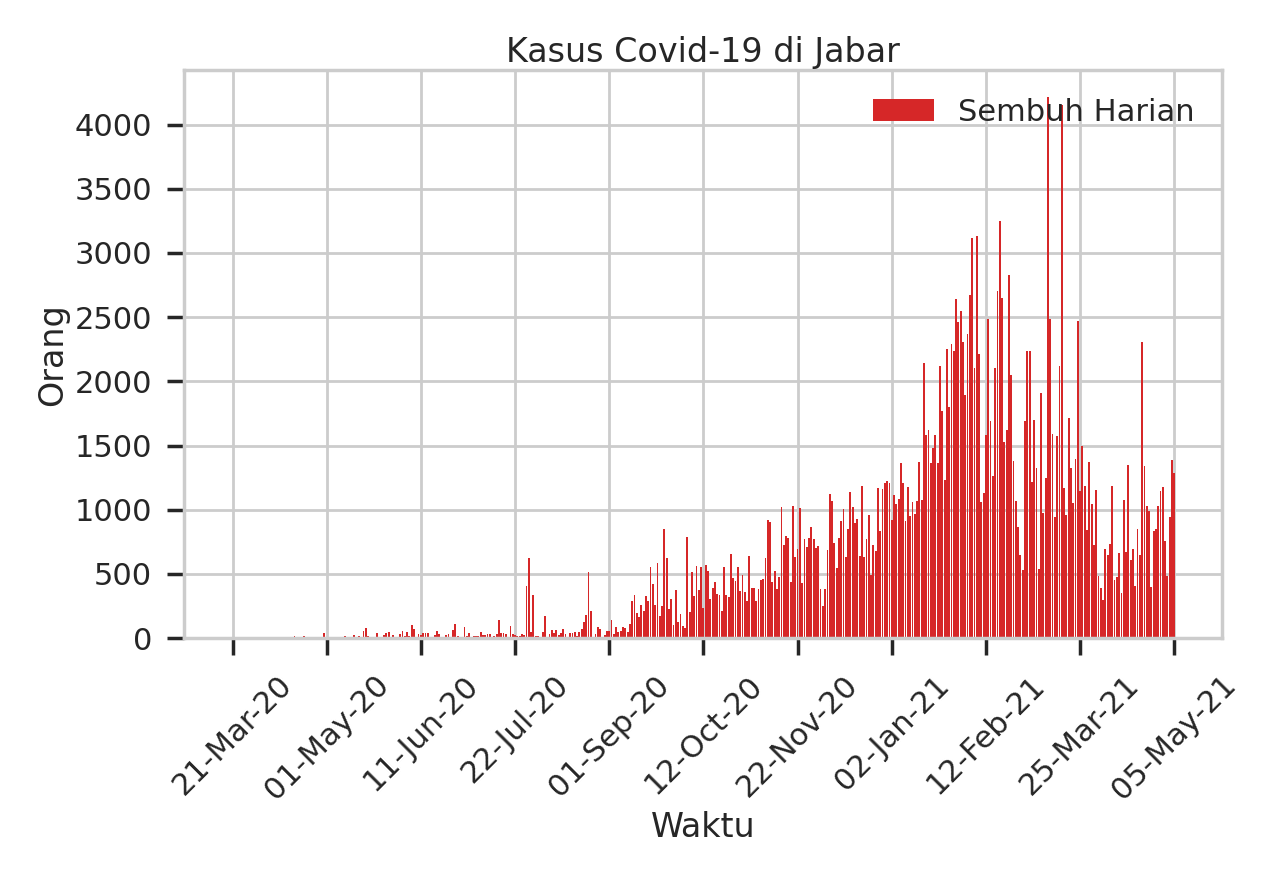 Kasus Covid-19 di Jabar
Sembuh Harian
Orang
4000
3500
3000
2500
2000
1500
1000
500
0
21-Mar-20
01-May-20
11-Jun-20
22-Jul-20
01-Sep-20
12-Oct-20
22-Nov-20
02-Jan-21
12-Feb-21
25-Mar-21
05-May-21
Waktu